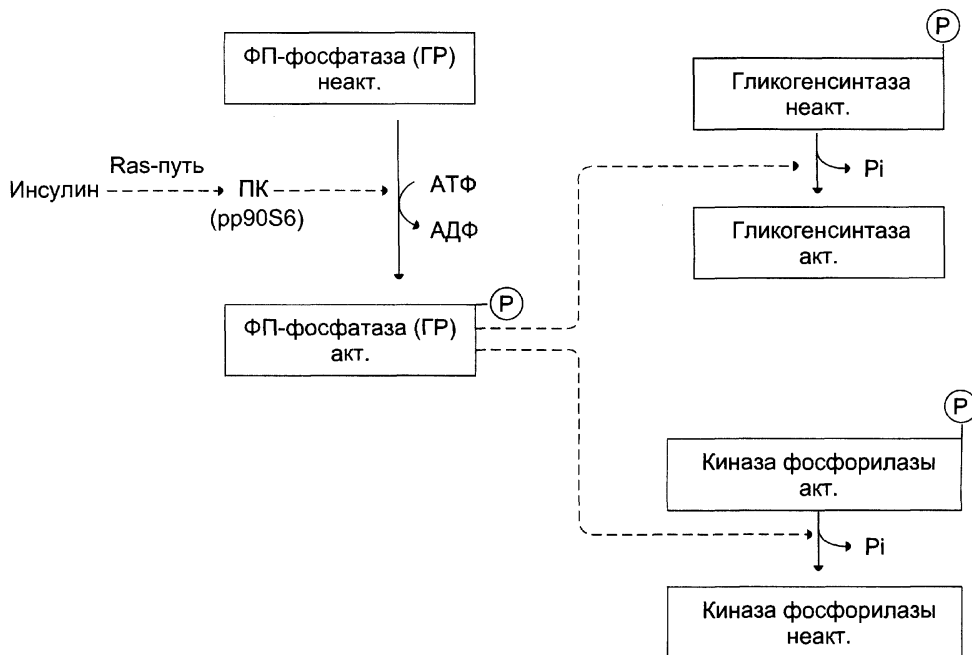 ФП-фосфатаза (ГР)
неакт.
Инсулин
Ras-путь
ПК
(pp90S6)
АТФ
АДФ
P
ФП-фосфатаза (ГР)
акт.
P
Гликогенсинтаза
неакт.
Pi
Гликогенсинтаза
акт.
P
Киназа фосфорилазы
акт.
Pi
Киназа фосфорилазы
неакт.